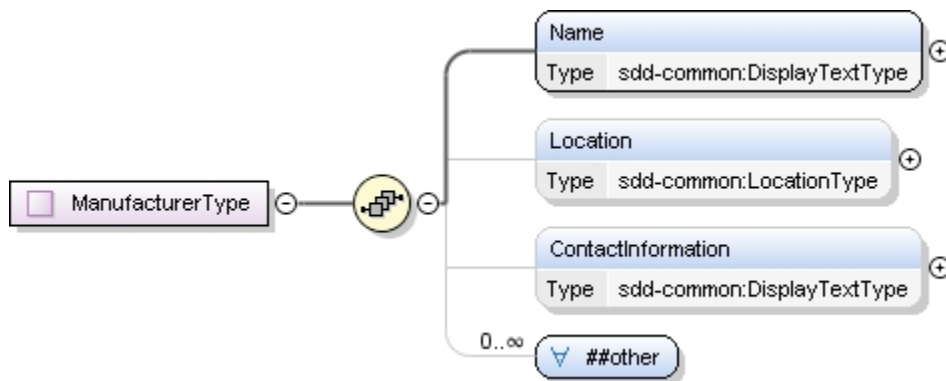 Name
Type sdd-common:DisplayTextType
Location
Type sdd-common:LocationType
ManufacturerType
ContactInformation
Type sdd-common:DisplayTextType
0..∞
∀ ##other